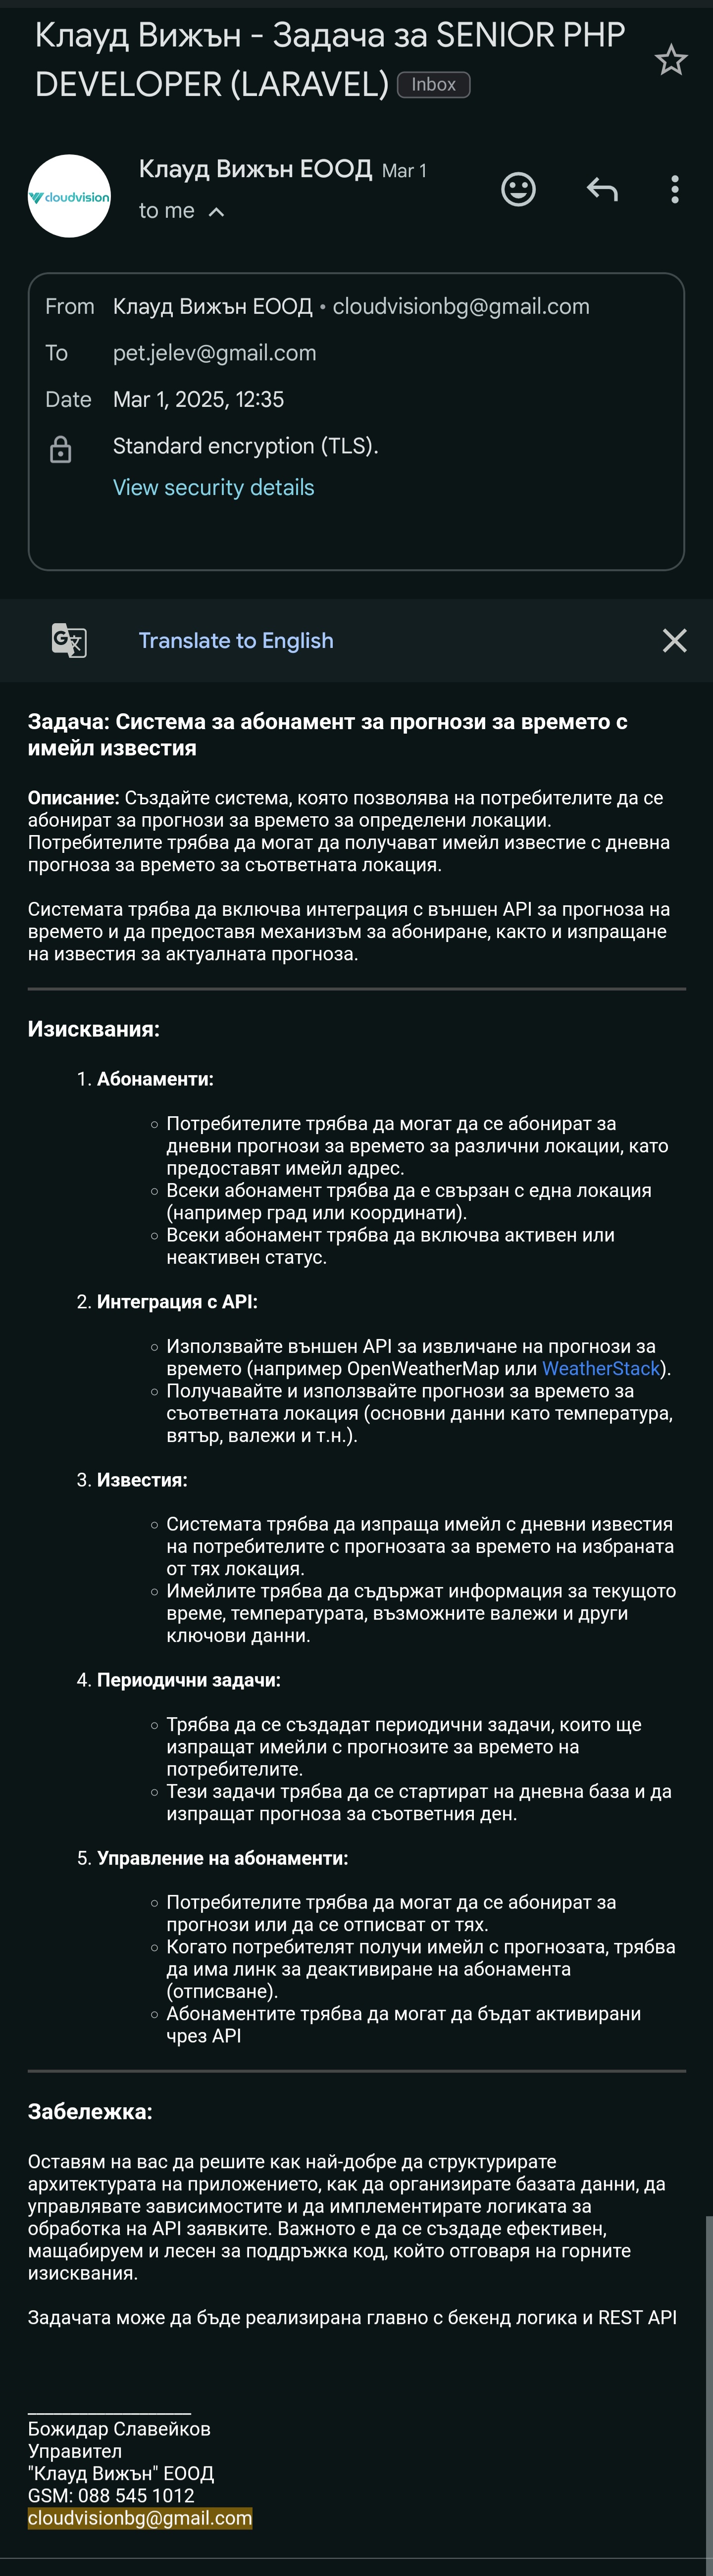 Клауд Вижън - Задача за SENIOR PHP
DEVELOPER (LARAVEL) Inbox
cloudvision
Клауд Вижън ЕООД Mar 1
to me
From Клауд Вижън ЕООД • cloudvisionbg@gmail.com
To pet.jelev@gmail.com
Date Mar 1, 2025, 12:35
Standard encryption (TLS).
View security details
Translate to English
Задача: Система за абонамент за прогнози за времето с
имейл известия
Описание: Създайте система, която позволява на потребителите да се
абонират за прогнози за времето за определени локации.
Потребителите трябва да могат да получават имейл известие с дневна
прогноза за времето за съответната локация.
Системата трябва да включва интеграция с външен API за прогноза на
времето и да предоставя механизъм за абониране, както и изпращане
на известия за актуалната прогноза.
Изисквания:
1. Абонаменти:
○ Потребителите трябва да могат да се абонират за
дневни прогнози за времето за различни локации, като
предоставят имейл адрес.
○ Всеки абонамент трябва да е свързан с една локация
(например град или координати).
○ Всеки абонамент трябва да включва активен или
неактивен статус.
2. Интеграция с API:
○ Използвайте външен API за извличане на прогнози за
времето (например OpenWeatherMap или WeatherStack).
○ Получавайте и използвайте прогнози за времето за
съответната локация (основни данни като температура,
вятър, валежи и т.н.).
3. Известия:
○ Системата трябва да изпраща имейл с дневни известия
на потребителите с прогнозата за времето на избраната
от тях локация.
○ Имейлите трябва да съдържат информация за текущото
време, температурата, възможните валежи и други
ключови данни.
4. Периодични задачи:
○ Трябва да се създадат периодични задачи, които ще
изпращат имейли с прогнозите за времето на
потребителите.
○ Тези задачи трябва да се стартират на дневна база и да
изпращат прогноза за съответния ден.
5. Управление на абонаменти:
○ Потребителите трябва да могат да се абонират за
прогнози или да се отписват от тях.
○ Когато потребителят получи имейл с прогнозата, трябва
да има линк за деактивиране на абонамента
(отписване).
○ Абонаментите трябва да могат да бъдат активирани
чрез API
Забележка:
Оставям на вас да решите как най-добре да структурирате
архитектурата на приложението, как да организирате базата данни, да
управлявате зависимостите и да имплементирате логиката за
обработка на API заявките. Важното е да се създаде ефективен,
мащабируем и лесен за поддръжка код, който отговаря на горните
изисквания.
Задачата може да бъде реализирана главно с бекенд логика и REST API
___________________
Божидар Славейков
Управител
"Клауд Вижън" ЕООД
GSM: 088 545 1012
cloudvisionbg@gmail.com